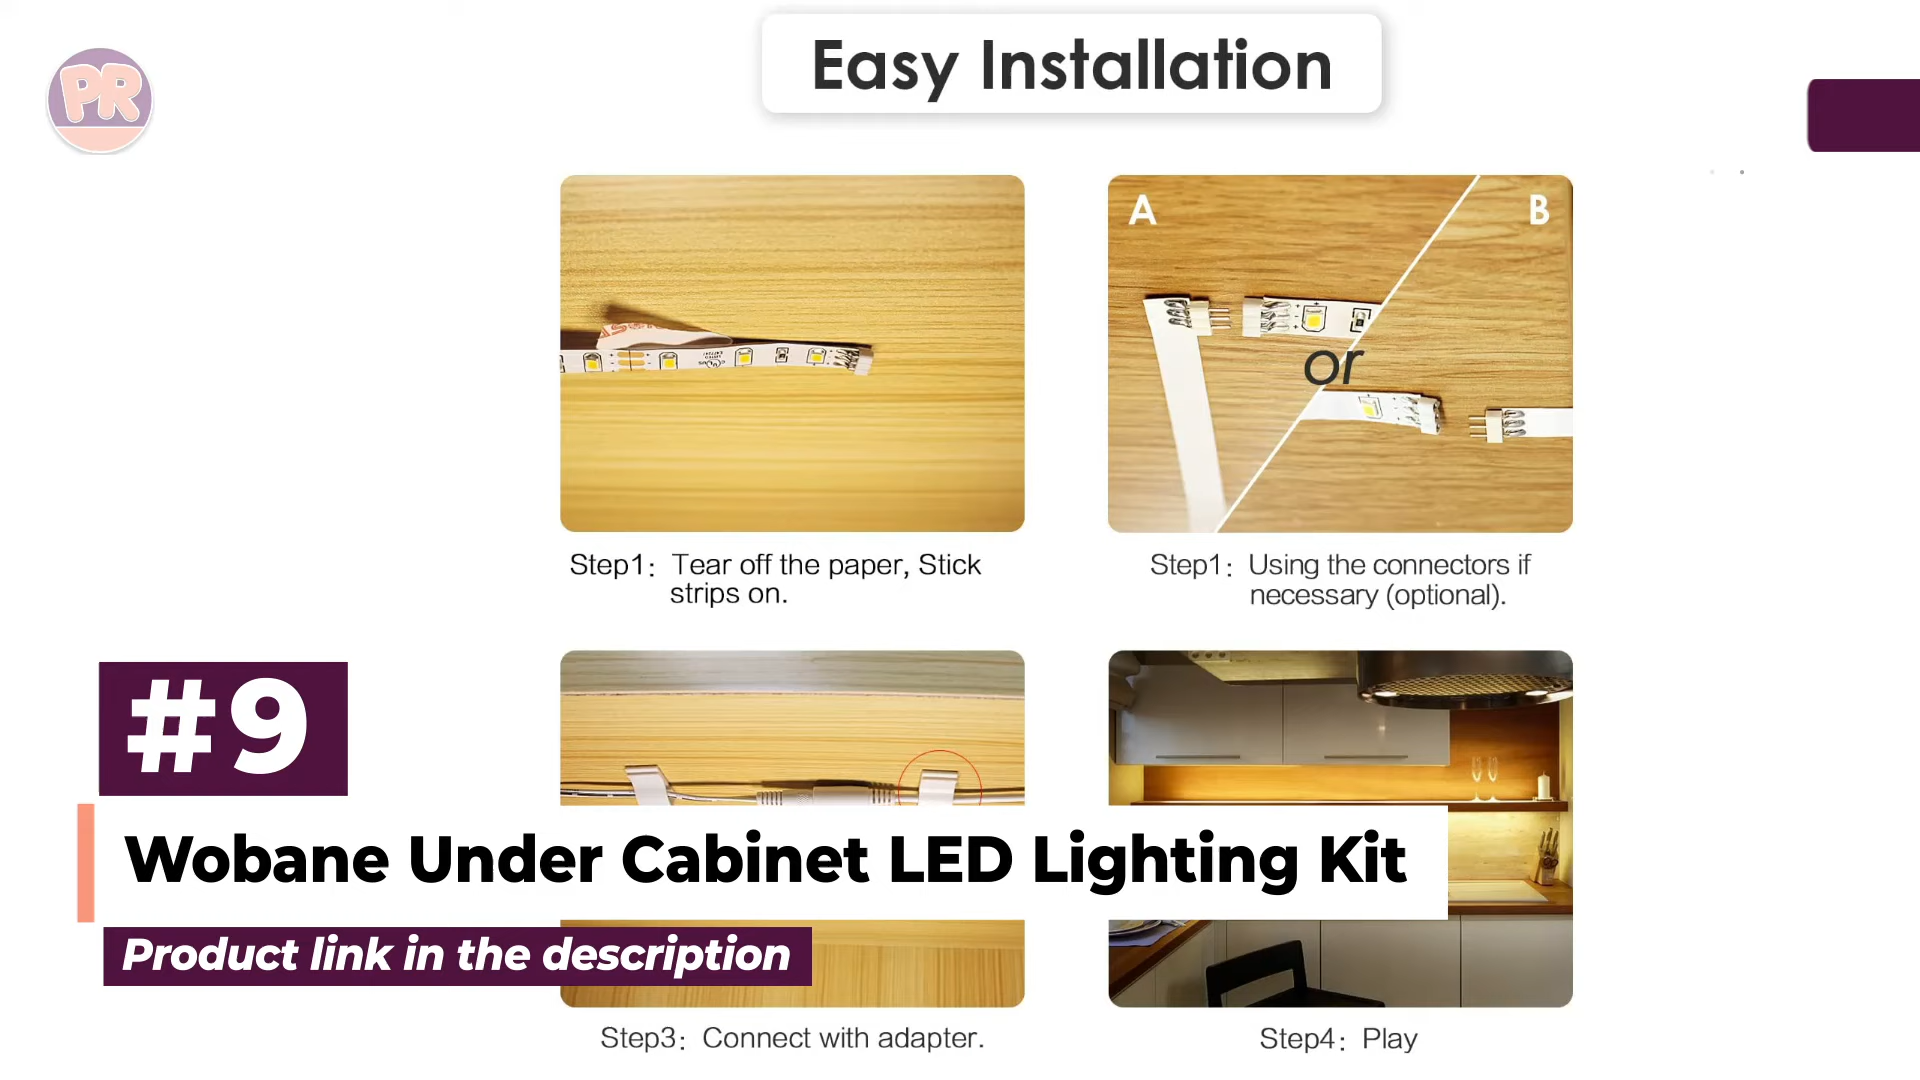 Easy Installation
PR
A
B
or
Step1: Tear off the paper, Stick
strips on.
Step1: Using the connectors if
necessary (optional).
#9
Wobane Under Cabinet LED Lighting Kit
Product link in the description
Step3: Connect with adapter.
Step4: Play